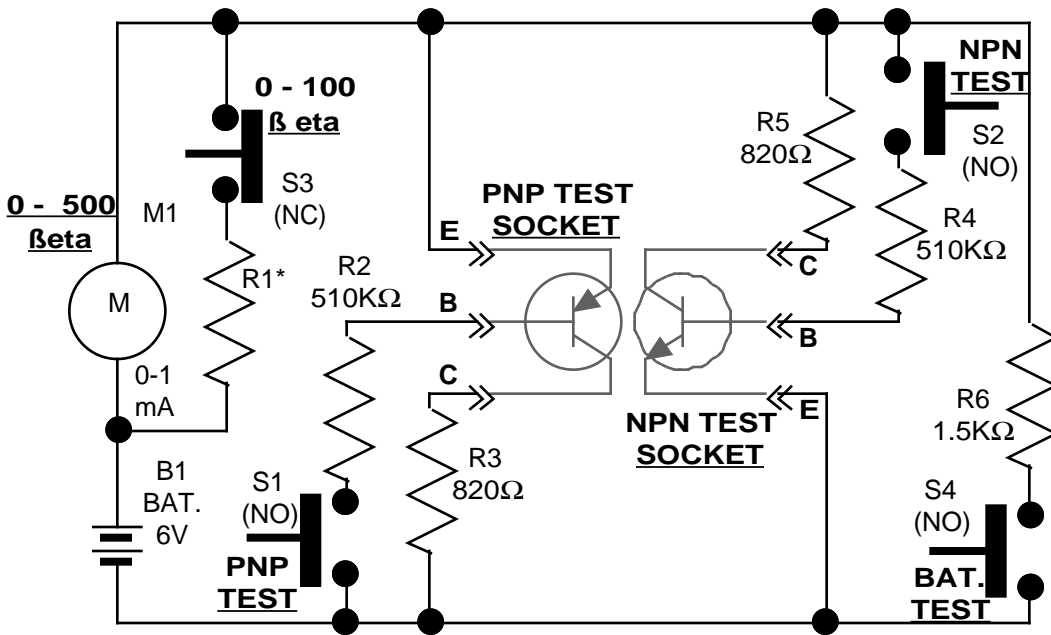 0 - 100
ß eta
S3
(NC)
0 - 500
ßeta
M1
M
0-1
mA
R1*
B1
BAT.
6V
R2
510KΩ
S1
(NO)
PNP
TEST
PNP TEST
SOCKET
E
B
C
R3
820Ω
R5
820Ω
NPN
TEST
S2
(NO)
R4
510KΩ
C
B
E
NPN TEST
SOCKET
R6
1.5KΩ
S4
(NO)
BAT.
TEST